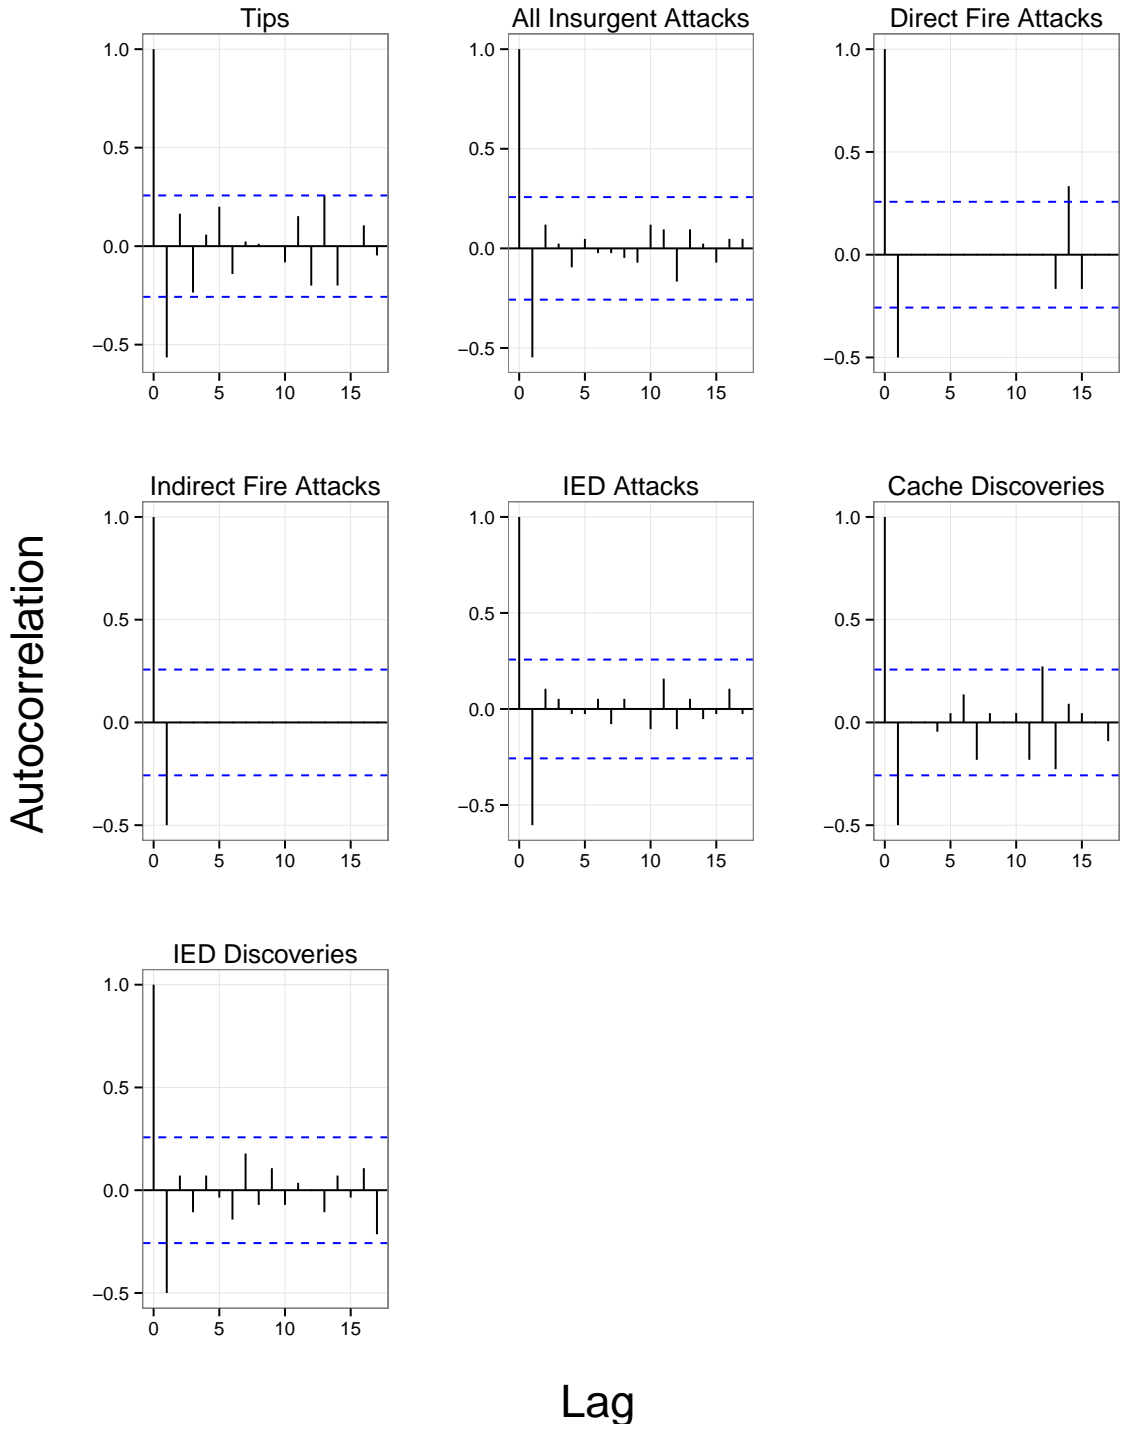 Tips
All Insurgent Attacks
Direct Fire Attacks
1.0
0.5
0.0
−0.5
0 5 10 15
1.0
0.5
0.0
−0.5
0 5 10 15
1.0
0.5
0.0
−0.5
0 5 10 15
Indirect Fire Attacks
IED Attacks
Cache Discoveries
1.0
0.5
0.0
−0.5
0 5 10 15
1.0
0.5
0.0
−0.5
0 5 10 15
1.0
0.5
0.0
−0.5
0 5 10 15
Autocorrelation
IED Discoveries
1.0
0.5
0.0
−0.5
0 5 10 15
Lag